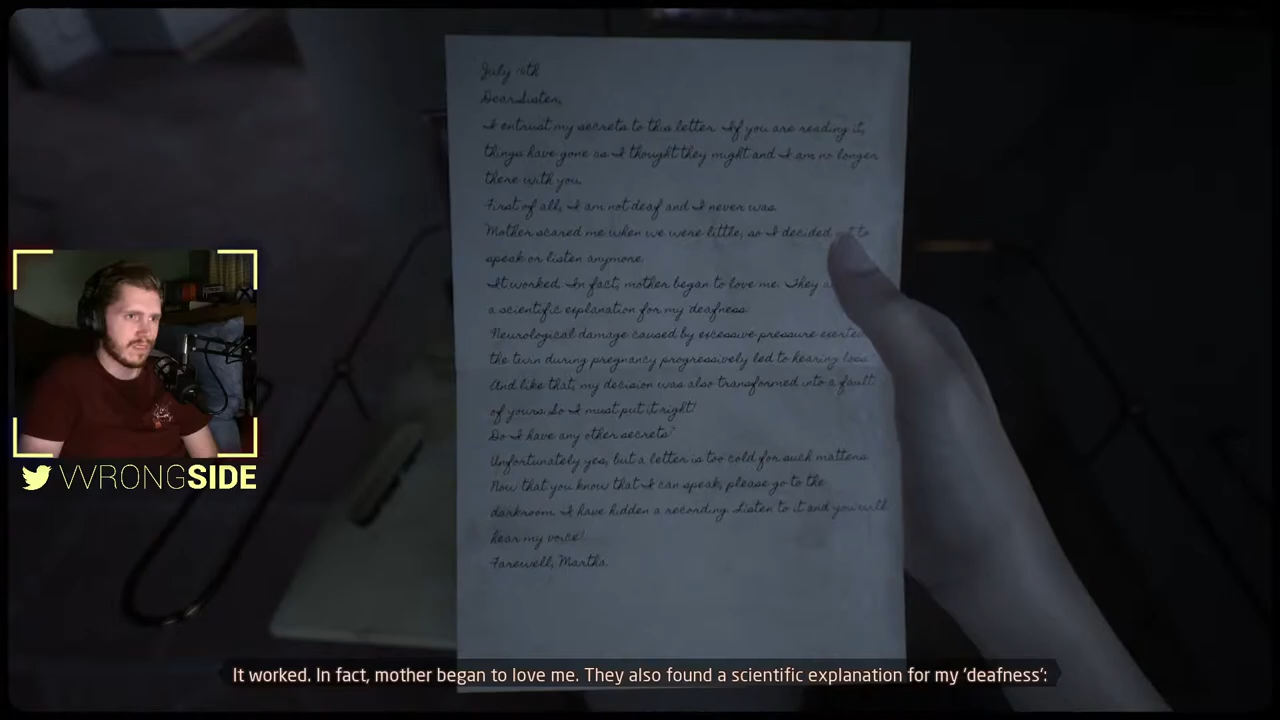 July 10th
Dear Sister,
I entrust my secrets to this letter. If you are reading it,
things have gone as I thought they might and I am no longer
there with you.
First of all, I am not deaf and I never was.
Mother scared me when we were little, so I decided to
speak or listen anymore.
It worked. In fact, mother began to love me. They
a scientific explanation for my deafness:
Neurological damage caused by excessive pressure exerted
the twin during pregnancy progressively led to hearing loss
And like that, my decision was also transformed into a fault
of yours. So I must put it right!
Do I have any other secrets?
Unfortunately yes, but a letter is too cold for such matters.
Now that you know that I can speak, please go to the
darkroom. I have hidden a recording. Listen to it and you will
hear my voice!
Farewell, Martha.
WRONGSIDE
It worked. In fact, mother began to love me. They also found a scientific explanation for my 'deafness':